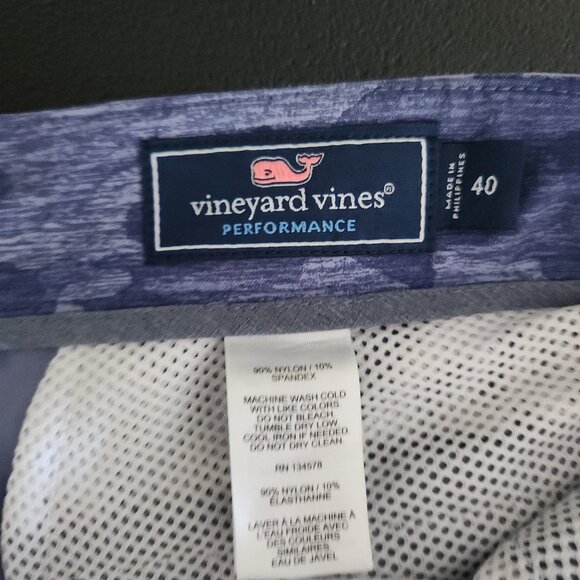 vineyard vines®
PERFORMANCE
MADE IN
PHILIPPINES
40
90% NYLON / 10%
SPANDEX
MACHINE WASH COLD
WITH LIKE COLORS.
DO NOT BLEACH.
TUMBLE DRY LOW.
COOL IRON IF NEEDED.
DO NOT DRY CLEAN.
RN 134578
90% NYLON / 10%
ÉLASTHANNE
LAVER À LA MACHINE À
L'EAU FROIDE AVEC
DES COULEURS
SIMILAIRES
EAU DE JAVEL